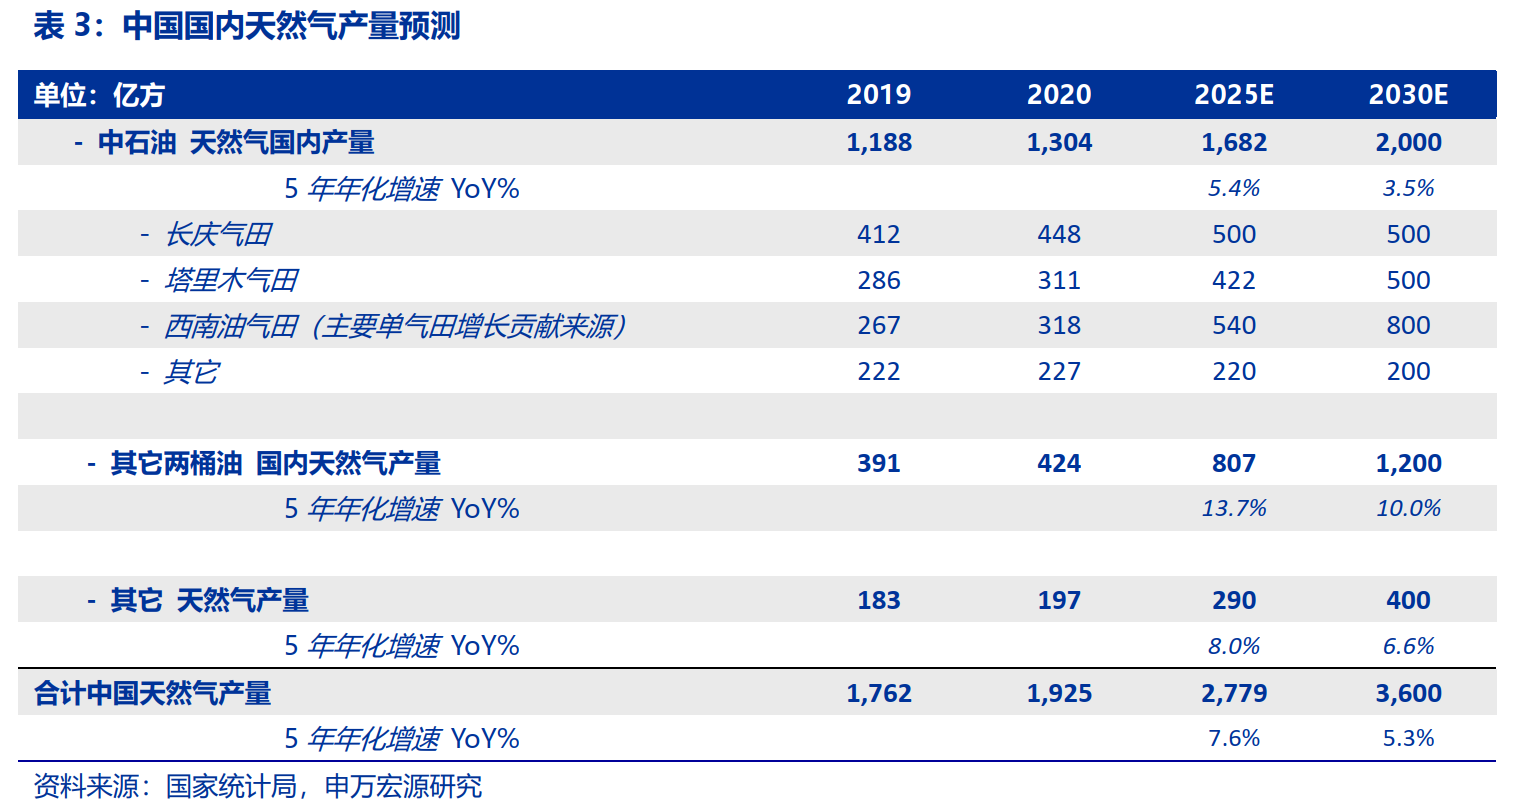 表 3：中国国内天然气产量预测
单位：亿方 2019 2020 2025E 2030E
- 中石油 天然气国内产量 1,188 1,304 1,682 2,000
5 年年化增速 YoY% 5.4% 3.5%
- 长庆气田 412 448 500 500
- 塔里木气田 286 311 422 500
- 西南油气田（主要单气田增长贡献来源） 267 318 540 800
- 其它 222 227 220 200
- 其它两桶油 国内天然气产量 391 424 807 1,200
5 年年化增速 YoY% 13.7% 10.0%
- 其它 天然气产量 183 197 290 400
5 年年化增速 YoY% 8.0% 6.6%
合计中国天然气产量 1,762 1,925 2,779 3,600
5 年年化增速 YoY% 7.6% 5.3%
资料来源：国家统计局，申万宏源研究